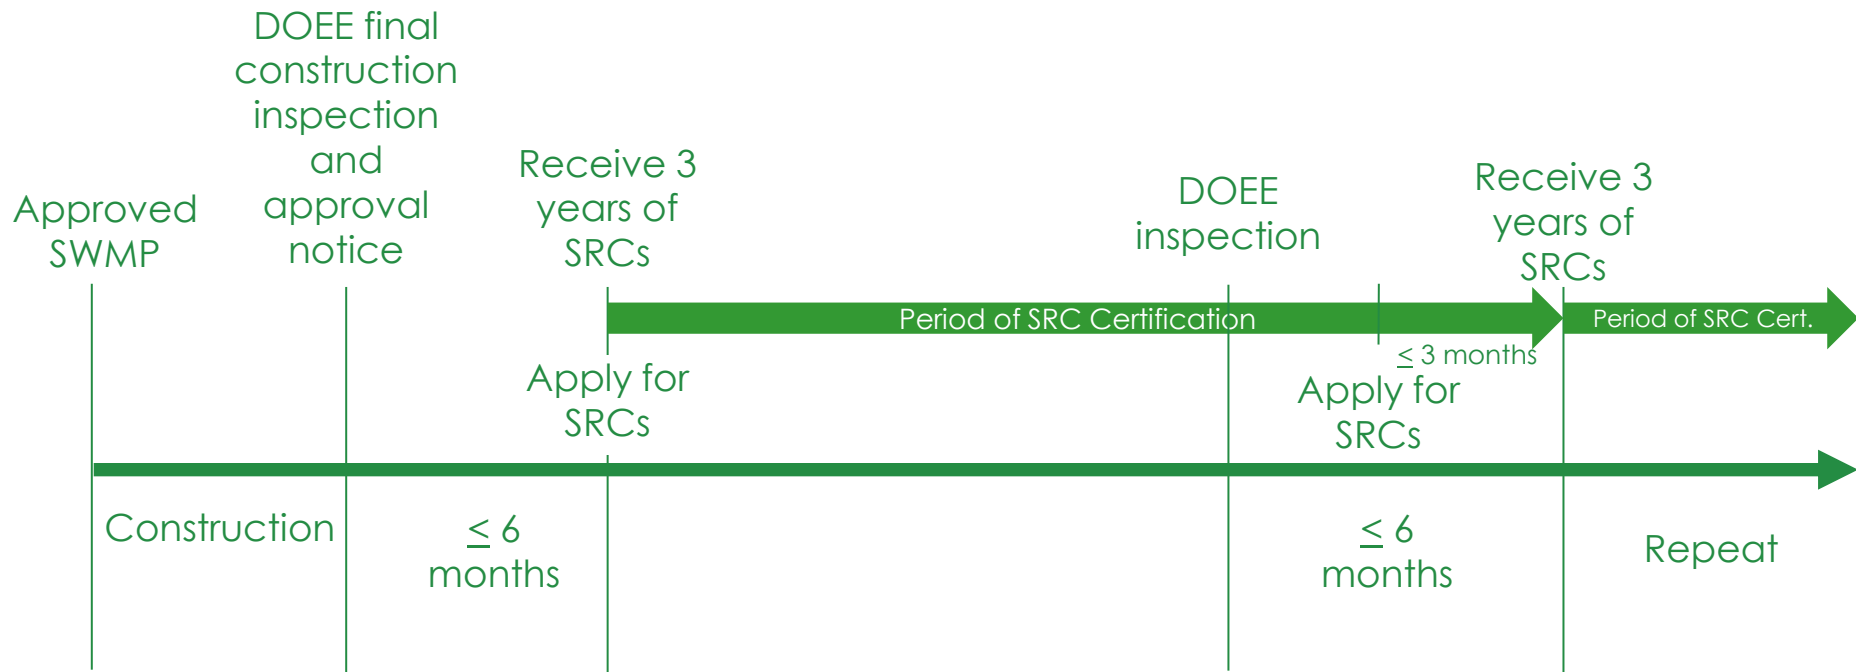 Approved
SWMP
DOEE final
construction
inspection
and
approval
notice
Receive 3
years of
SRCs
DOEE
inspection
Receive 3
years of
SRCs
Period of SRC Certification
Period of SRC Cert.
≤ 3 months
Apply for
SRCs
Apply for
SRCs
Construction
≤ 6
months
≤ 6
months
Repeat